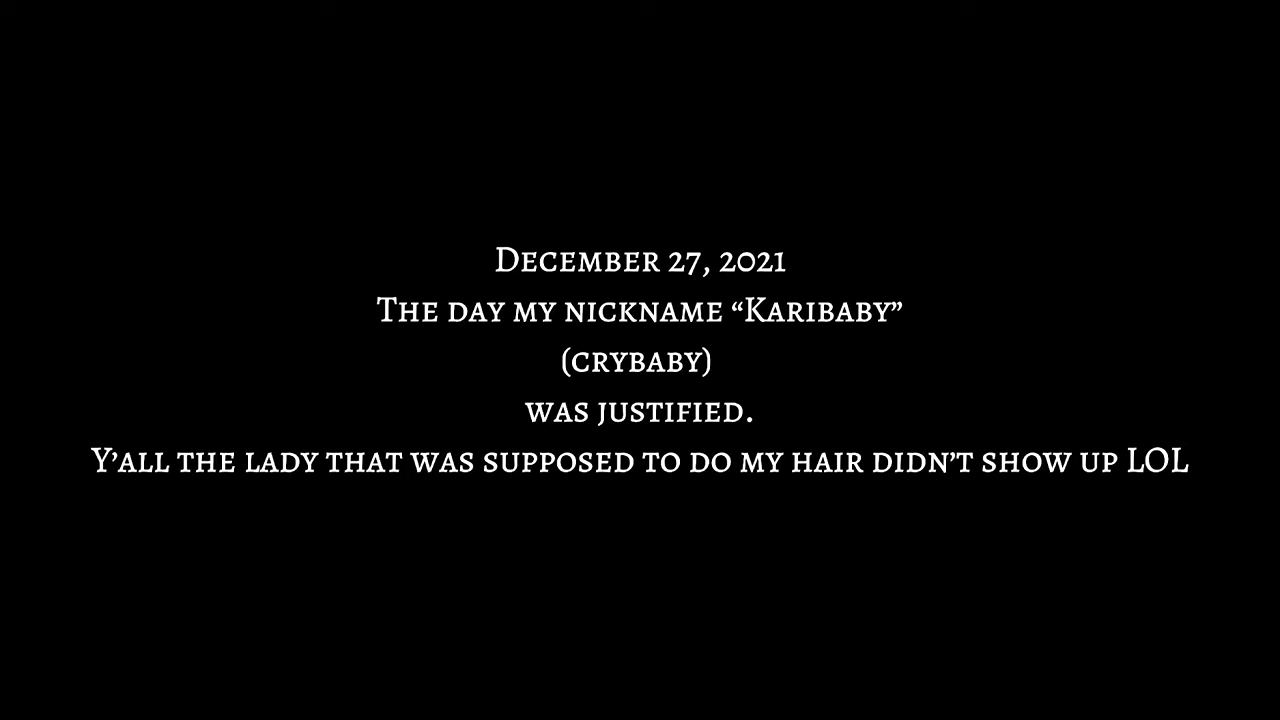 December 27, 2021
The day my nickname “Karibaby”
(crybaby)
was justified.
Y’all the lady that was supposed to do my hair didn’t show up LOL